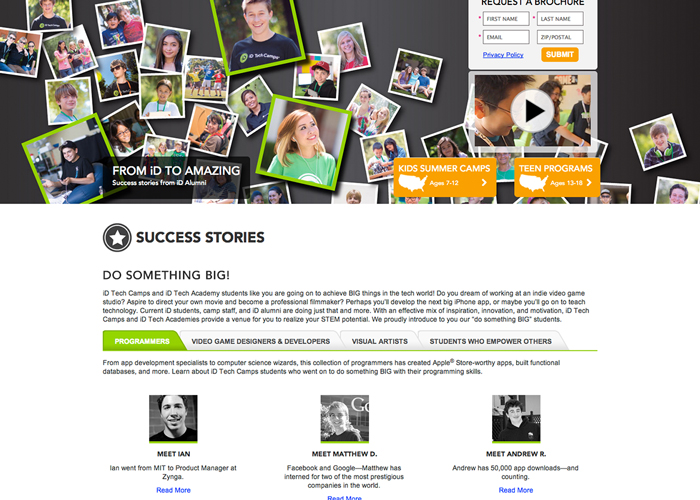 REQUEST A BROCHURE
* FIRST NAME
* LAST NAME
* EMAIL
ZIP/POSTAL
Privacy Policy
SUBMIT
iD Tech Camps
FROM iD TO AMAZING
Success stories from iD Alumni
KIDS SUMMER CAMPS
Ages 7-12
TEEN PROGRAMS
Ages 13-18
SUCCESS STORIES
DO SOMETHING BIG!
iD Tech Camps and iD Tech Academy students like you are going on to achieve BIG things in the tech world! Do you dream of working at an indie video game
studio? Aspire to direct your own movie and become a professional filmmaker? Perhaps you'll develop the next big iPhone app, or maybe you'll go on to teach
technology. Current iD students, camp staff, and iD alumni are doing just that and more. With an effective mix of inspiration, innovation, and motivation, iD Tech
Camps and iD Tech Academies provide a venue for you to realize your STEM potential. We proudly introduce to you our "do something BIG" students.
PROGRAMMERS
VIDEO GAME DESIGNERS & DEVELOPERS
VISUAL ARTISTS
STUDENTS WHO EMPOWER OTHERS
From app development specialists to computer science wizards, this collection of programmers has created Apple® Store-worthy apps, built functional
databases, and more. Learn about iD Tech Camps students who went on to do something BIG with their programming skills.
MEET IAN
Ian went from MIT to Product Manager at
Zynga.
Read More
MEET MATTHEW D.
Facebook and Google—Matthew has
interned for two of the most prestigious
companies in the world.
Read More
MEET ANDREW R.
Andrew has 50,000 app downloads—and
counting.
Read More